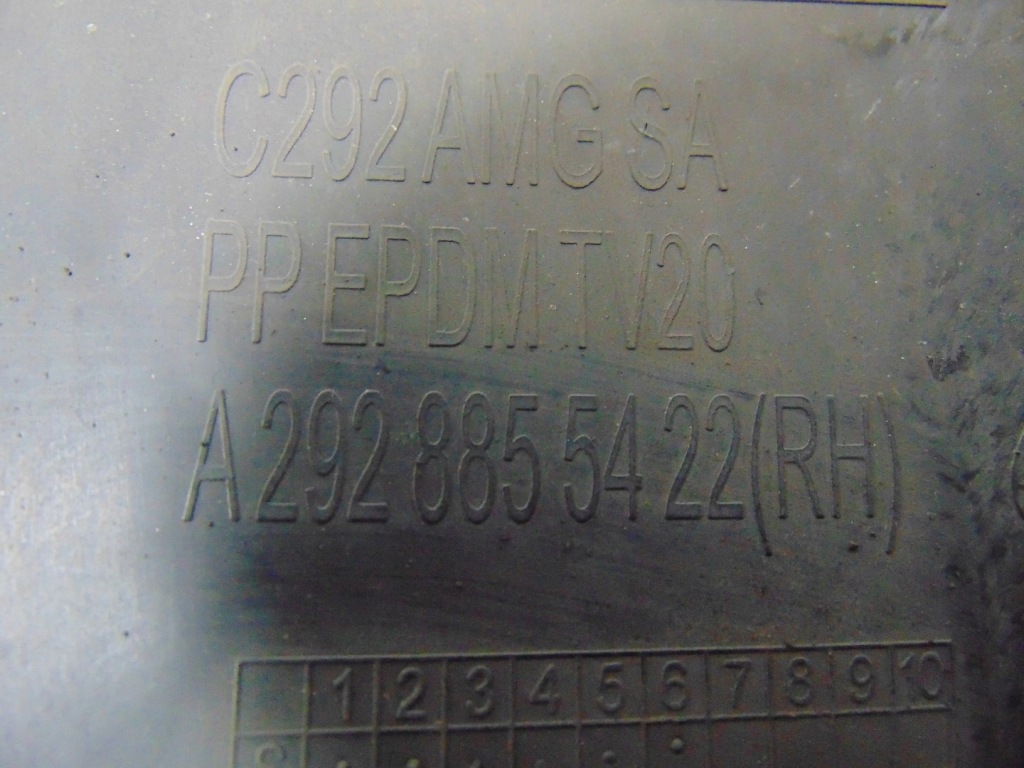 C292 AMG SA
PP EPDM TV20
A 292 885 54 22 (RH)
1 2 3 4 5 6 7 8 9 10